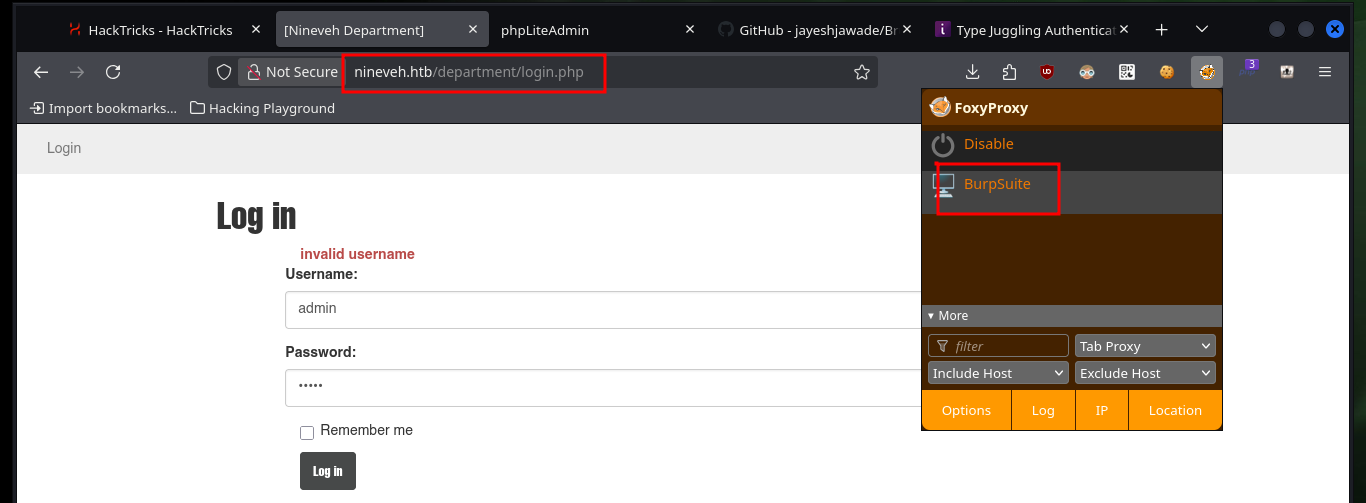 HackTricks - HackTricks
[Nineveh Department]
phpLiteAdmin
GitHub - jayeshjawade/Br
Type Juggling Authenticat
Not Secure
nineveh.htb/department/login.php
3
Import bookmarks...
Hacking Playground
Login
Log in
invalid username
Username:
admin
Password:
•••••
Remember me
Log in
FoxyProxy
Disable
BurpSuite
More
filter
Tab Proxy
Include Host
Exclude Host
Options
Log
IP
Location